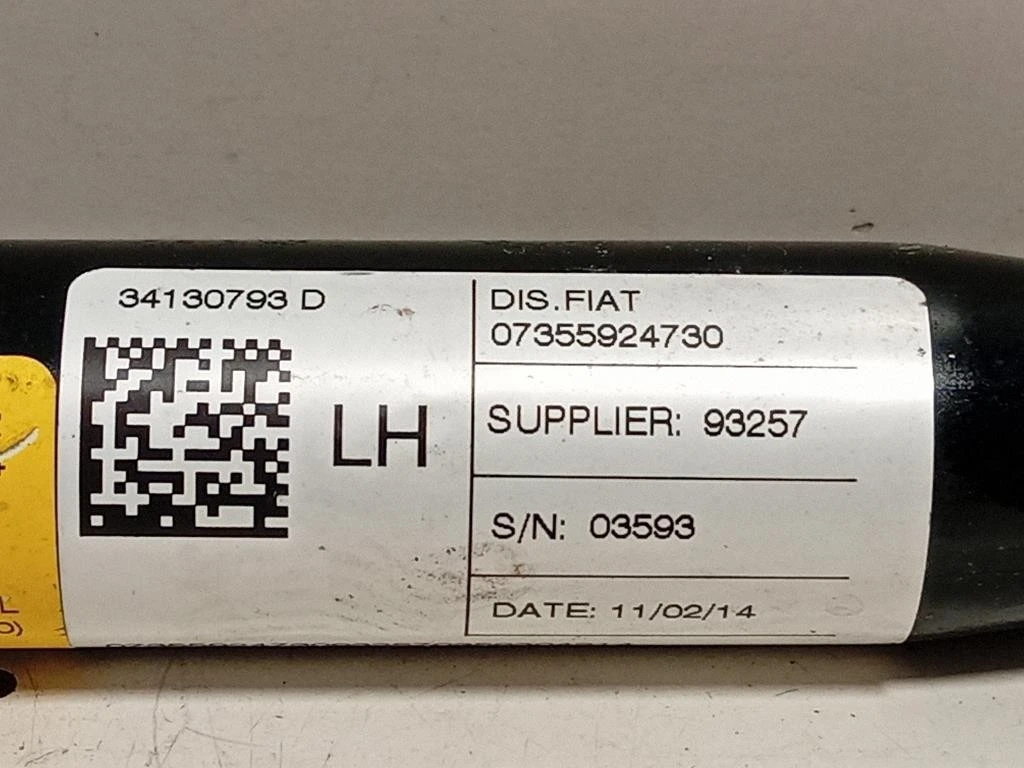 34130793 D
LH
DIS.FIAT
07355924730
SUPPLIER: 93257
S/N: 03593
DATE: 11/02/14